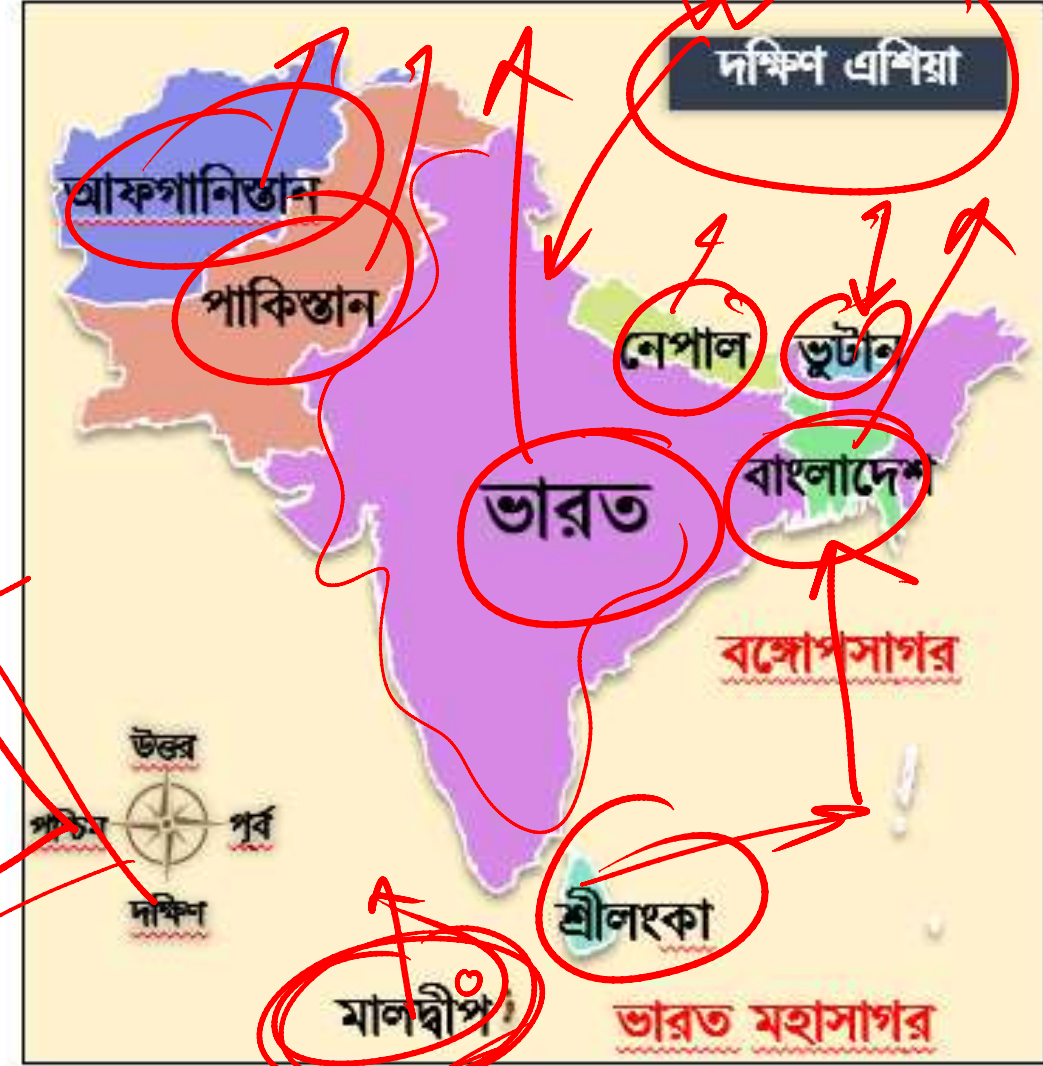 দক্ষিণ এশিয়া
আফগানিস্তান
পাকিস্তান
নেপাল
ভুটান
ভারত
বাংলাদেশ
বঙ্গোপসাগর
উত্তর
পশ্চিম
পূর্ব
দক্ষিণ
শ্রীলংকা
মালদ্বীপ
ভারত মহাসাগর